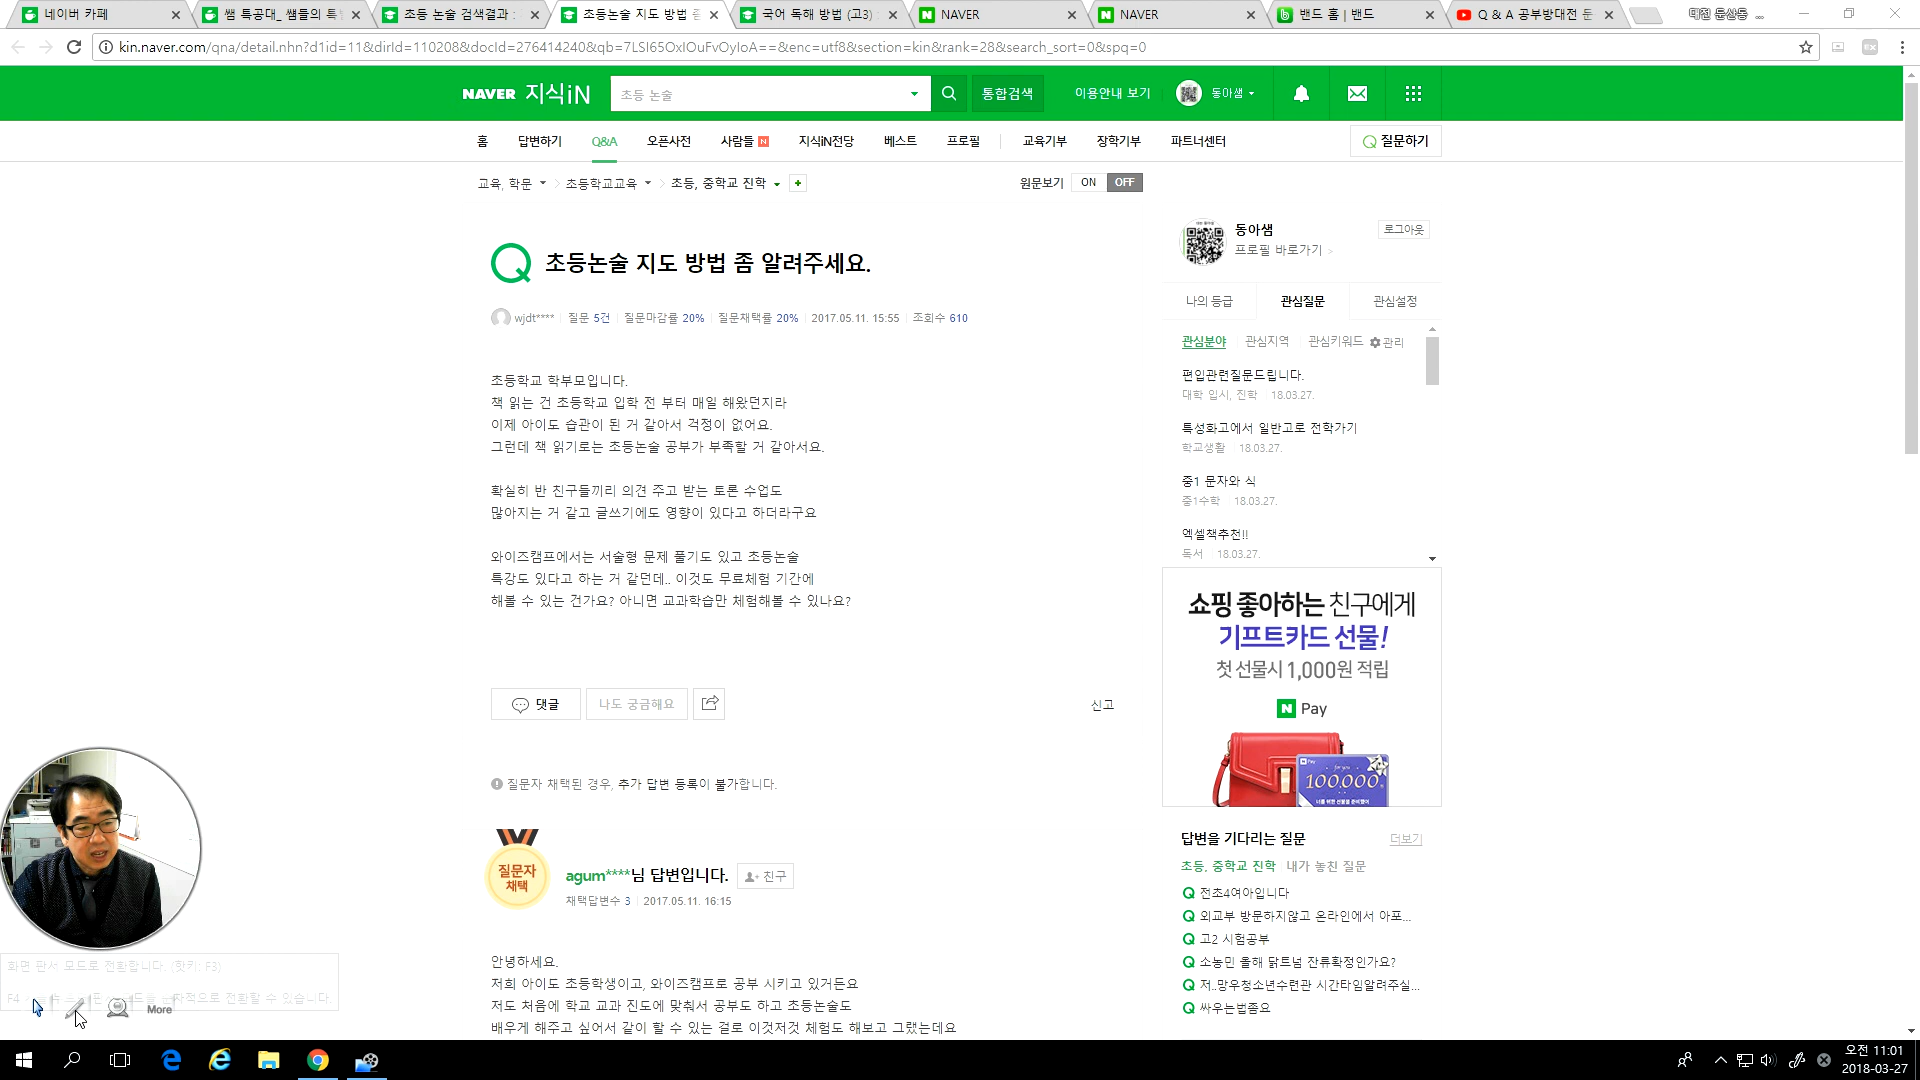 네이버 카페
쌤 특공대_ 쌤들의 특
초등 논술 검색결과 :
초등논술 지도 방법 좀
국어 독해 방법 (고3) :
NAVER
NAVER
밴드 홈 | 밴드
Q & A 공부방대전 둔
대전 둔산동 ...
kin.naver.com/qna/detail.nhn?d1id=11&dirId=110208&docId=276414240&qb=7LSI65OxIOuFvOyIoA==&enc=utf8&section=kin&rank=28&search_sort=0&spq=0
NAVER 지식iN
초등 논술
통합검색
이용안내 보기
동아샘
홈 답변하기 Q&A 오픈사전 사람들 N 지식iN전당 베스트 프로필 교육기부 장학기부 파트너센터
질문하기
교육, 학문 > 초등학교교육 > 초등, 중학교 진학 +
원문보기 ON OFF
초등논술 지도 방법 좀 알려주세요.
wjdt**** 질문 5건 질문마감률 20% 질문채택률 20% 2017.05.11. 15:55 조회수 610
초등학교 학부모입니다.
책 읽는 건 초등학교 입학 전 부터 매일 해왔던지라
이제 아이도 습관이 된 거 같아서 걱정이 없어요.
그런데 책 읽기로는 초등논술 공부가 부족할 거 같아서요.
확실히 반 친구들끼리 의견 주고 받는 토론 수업도
많아지는 거 같고 글쓰기에도 영향이 있다고 하더라구요
와이즈캠프에서는 서술형 문제 풀기도 있고 초등논술
특강도 있다고 하는 거 같던데.. 이것도 무료체험 기간에
해볼 수 있는 건가요? 아니면 교과학습만 체험해볼 수 있나요?
댓글
나도 궁금해요
신고
질문자 채택된 경우, 추가 답변 등록이 불가합니다.
질문자
채택
agum****님 답변입니다.
친구
채택답변수 3 2017.05.11. 16:15
안녕하세요.
저희 아이도 초등학생이고, 와이즈캠프로 공부 시키고 있거든요
저도 처음에 학교 교과 진도에 맞춰서 공부도 하고 초등논술도
배우게 해주고 싶어서 같이 할 수 있는 걸로 이것저것 체험도 해보고 그랬는데요
동아샘
로그아웃
프로필 바로가기 >
나의 등급 관심질문 관심설정
관심분야 관심지역 관심키워드 관리
편입관련질문드립니다.
대학 입시, 진학 18.03.27.
특성화고에서 일반고로 전학가기
학교생활 18.03.27.
중1 문자와 식
중1수학 18.03.27.
엑셀책추천!!
독서 18.03.27.
쇼핑 좋아하는 친구에게
기프트카드 선물!
첫 선물시 1,000원 적립
N Pay
for you
N Pay
100,000
답변을 기다리는 질문
더보기
초등, 중학교 진학 내가 놓친 질문
전초4여아입니다
외교부 방문하지않고 온라인에서 아포...
고2 시험공부
소농민 올해 닭트넘 잔류확정인가요?
저..망우청소년수련관 시간타임알려주실...
싸우는법좀요
화면 판서 모드로 전환합니다. (핫키: F3)
F4
전환할 수 있습니다.
More
오전 11:01
2018-03-27